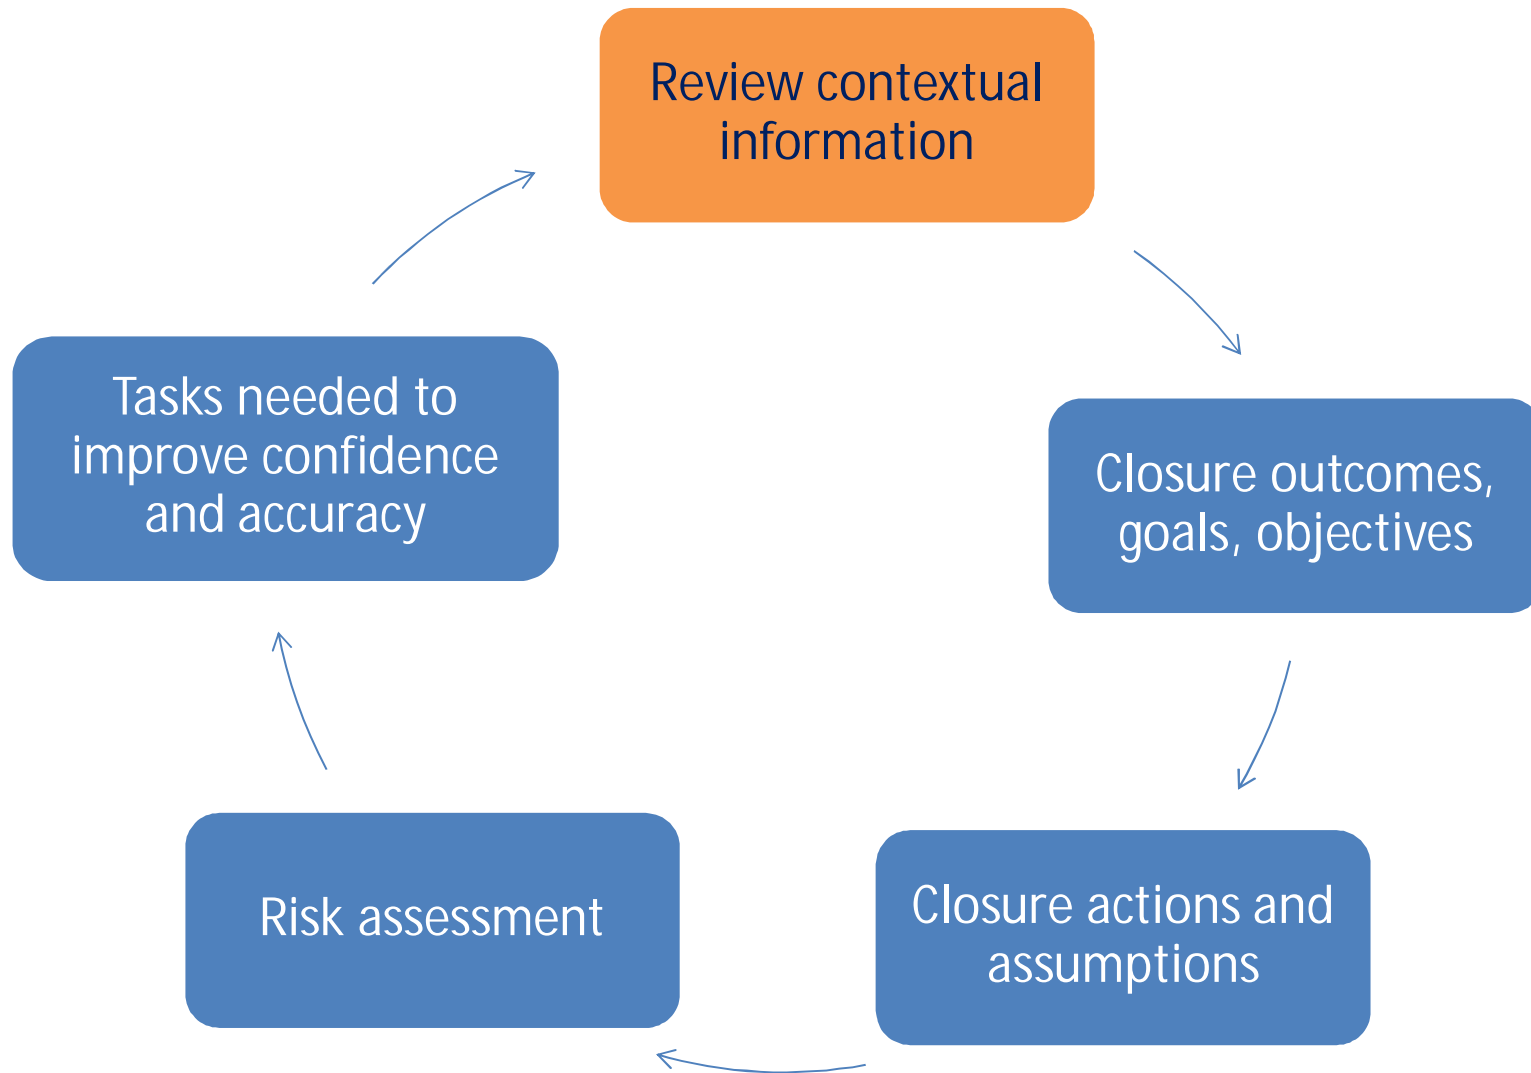 Review contextual
information
Closure outcomes,
goals, objectives
Closure actions and
assumptions
Risk assessment
Tasks needed to
improve confidence
and accuracy